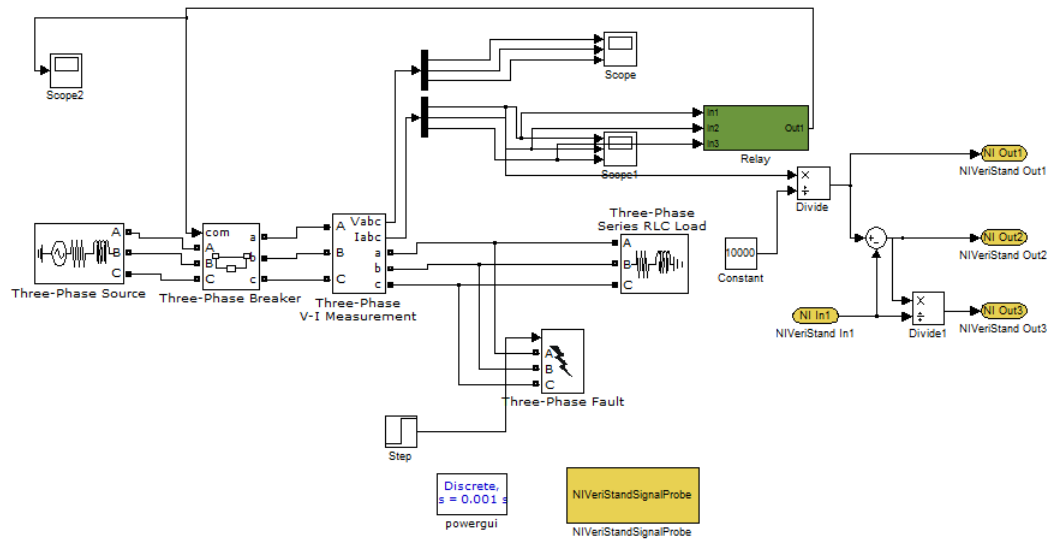 Scope2
Scope
In1
In2
In3
Out1
Relay
Scope1
NI Out1
NIVeriStand Out1
×
÷
Divide
Three-Phase Source
A
B
C
com
A
B
C
a
b
c
Three-Phase Breaker
A
B
C
Vabc
Iabc
a
b
c
Three-Phase
V-I Measurement
Three-Phase
Series RLC Load
A
B
C
10000
Constant
+-
NI Out2
NIVeriStand Out2
NI In1
NIVeriStand In1
×
÷
Divide1
NI Out3
NIVeriStand Out3
A
B
C
Three-Phase Fault
Step
Discrete,
s = 0.001 s
powergui
NIVeriStandSignalProbe
NIVeriStandSignalProbe